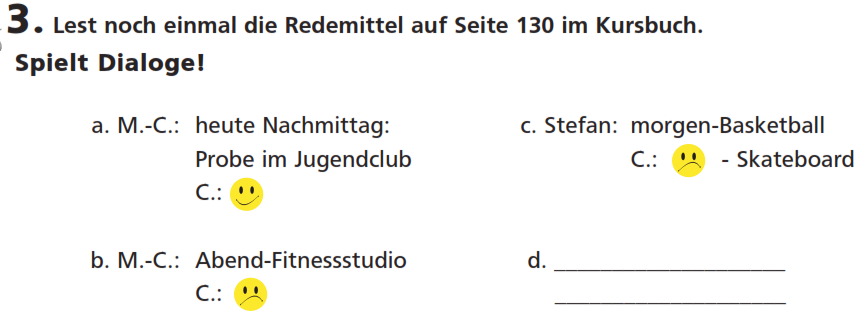 3. Lest noch einmal die Redemittel auf Seite 130 im Kursbuch.
Spielt Dialoge!
a. M.-C.: heute Nachmittag:
Probe im Jugendclub
C.:
b. M.-C.: Abend-Fitnessstudio
C.:
c. Stefan: morgen-Basketball
C.: - Skateboard
d. ____________________
____________________